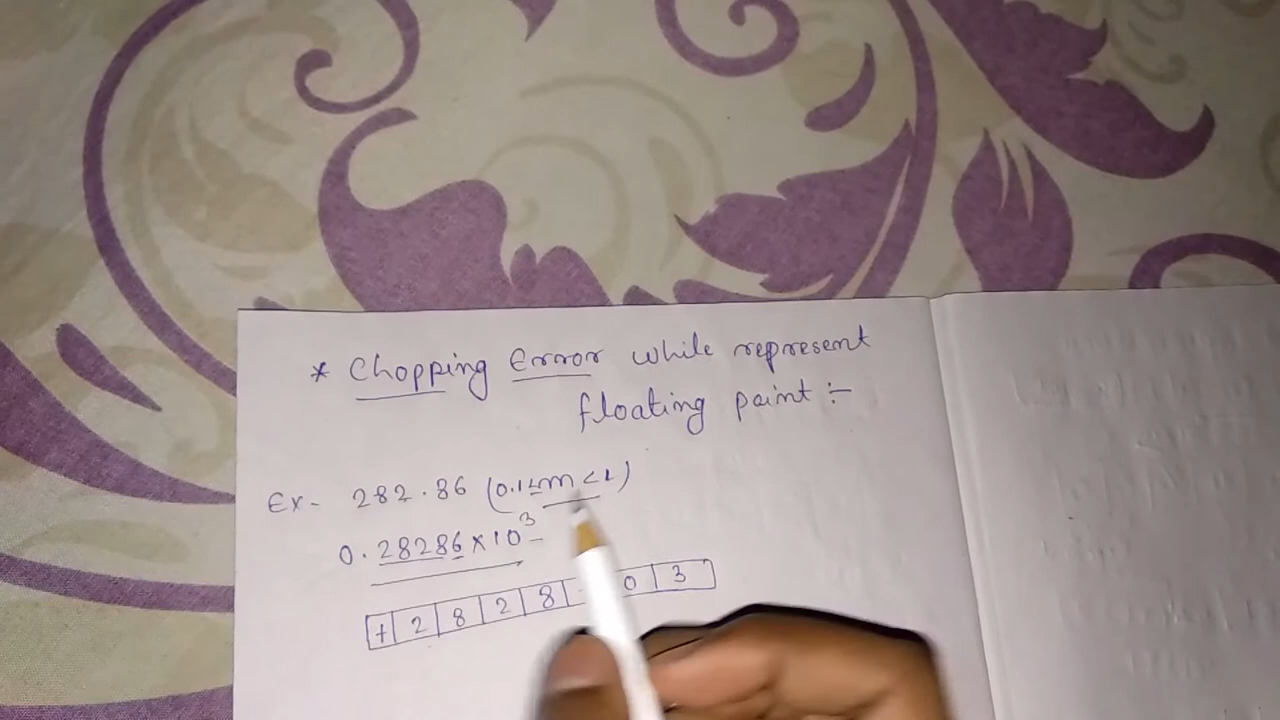 * Chopping Error while represent
floating paint :-
Ex- 282.86 (0.1≤m<1)
0.28286×10³
+ 2 8 2 8 0 3